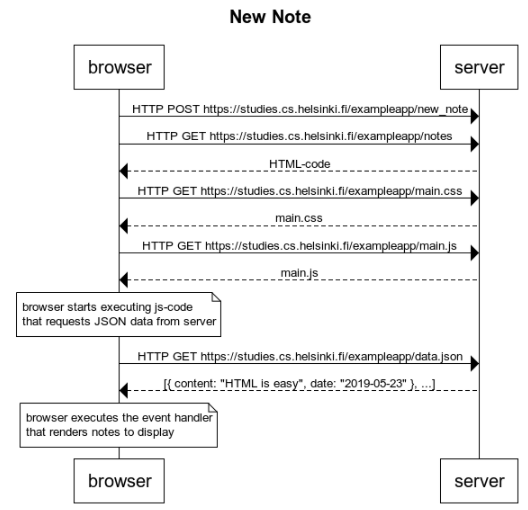 New Note
browser
server
HTTP POST https://studies.cs.helsinki.fi/exampleapp/new_note
HTTP GET https://studies.cs.helsinki.fi/exampleapp/notes
HTML-code
HTTP GET https://studies.cs.helsinki.fi/exampleapp/main.css
main.css
HTTP GET https://studies.cs.helsinki.fi/exampleapp/main.js
main.js
browser starts executing js-code
that requests JSON data from server
HTTP GET https://studies.cs.helsinki.fi/exampleapp/data.json
[{ content: "HTML is easy", date: "2019-05-23" }, ...]
browser executes the event handler
that renders notes to display
browser
server